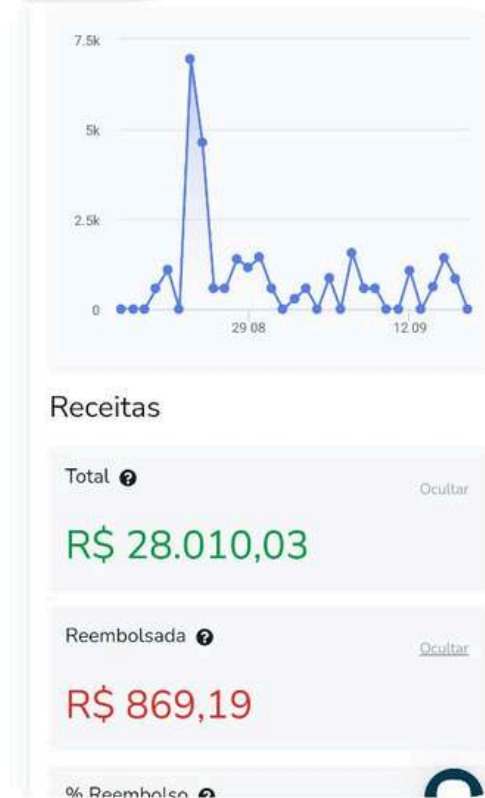 7.5k
5k
2.5k
0
29 08
12 09
Receitas
Total ?
Ocultar
R$ 28.010,03
Reembolsada ?
Ocultar
R$ 869,19
% Reembolso ?